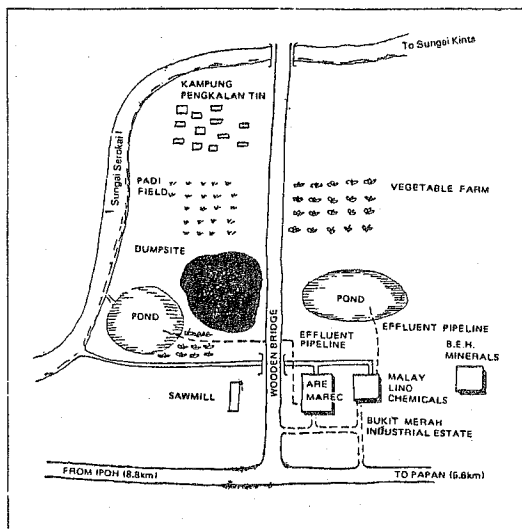 To Sungai Kinta
KAMPUNG
PENGKALAN TIN
Sungai Serokai
PADI
FIELD
VEGETABLE FARM
DUMPSITE
POND
POND
EFFLUENT
PIPELINE
EFFLUENT PIPELINE
B.E.H.
MINERALS
WOODEN BRIDGE
SAWMILL
ARE
MAREC
MALAY
LINO
CHEMICALS
BUKIT MERAH
INDUSTRIAL ESTATE
FROM IPOH (8.8km)
TO PAPAN (5.6km)